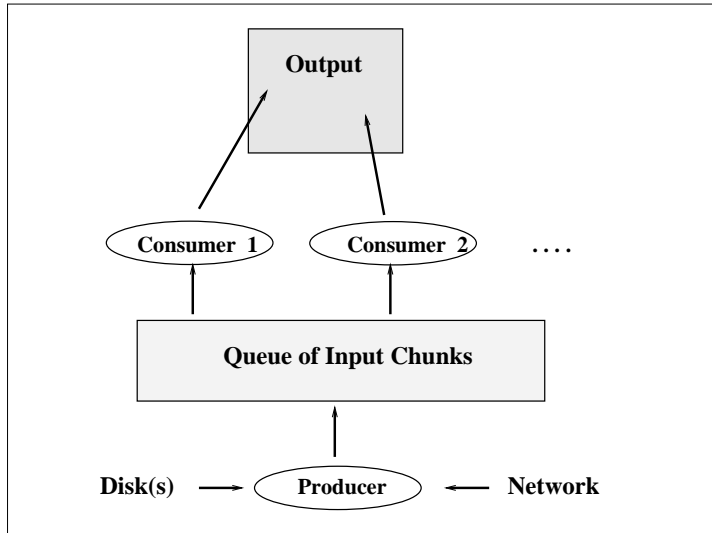 Output
Consumer 1
Consumer 2
....
Queue of Input Chunks
Disk(s)
Producer
Network